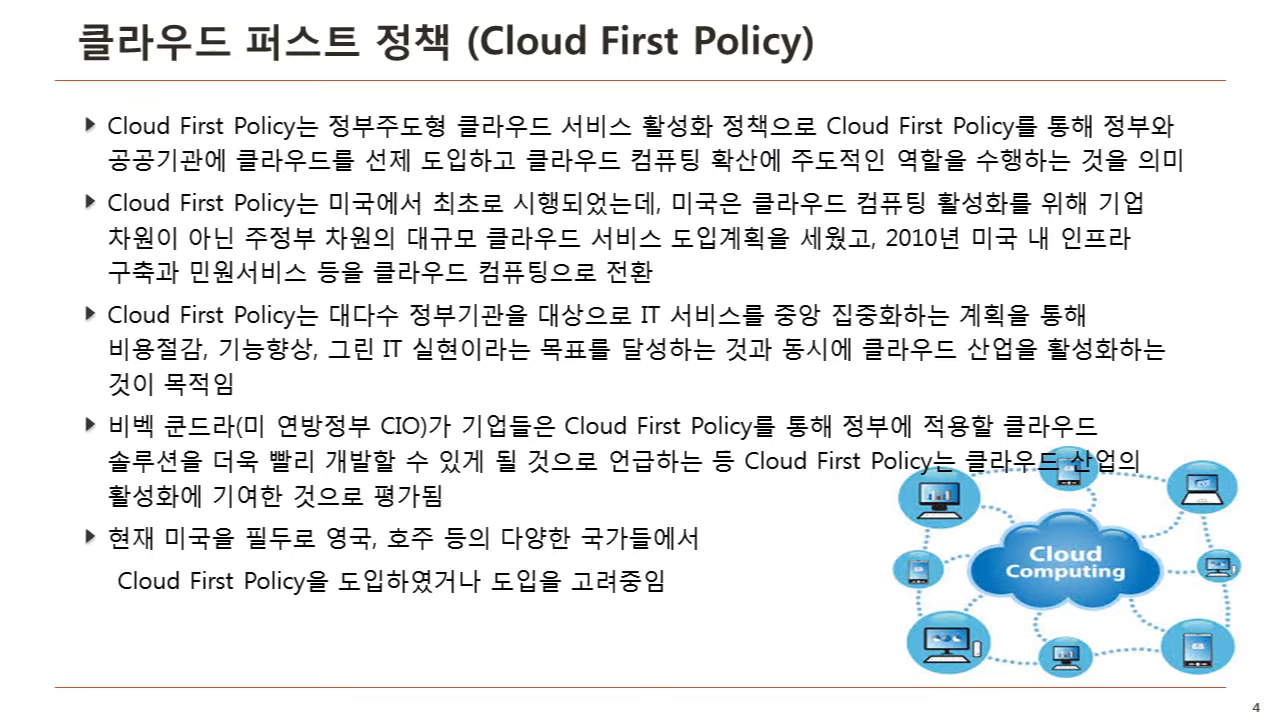 클라우드 퍼스트 정책 (Cloud First Policy)
Cloud First Policy는 정부주도형 클라우드 서비스 활성화 정책으로 Cloud First Policy를 통해 정부와
공공기관에 클라우드를 선제 도입하고 클라우드 컴퓨팅 확산에 주도적인 역할을 수행하는 것을 의미
Cloud First Policy는 미국에서 최초로 시행되었는데, 미국은 클라우드 컴퓨팅 활성화를 위해 기업
차원이 아닌 주정부 차원의 대규모 클라우드 서비스 도입계획을 세웠고, 2010년 미국 내 인프라
구축과 민원서비스 등을 클라우드 컴퓨팅으로 전환
Cloud First Policy는 대다수 정부기관을 대상으로 IT 서비스를 중앙 집중화하는 계획을 통해
비용절감, 기능향상, 그린 IT 실현이라는 목표를 달성하는 것과 동시에 클라우드 산업을 활성화하는
것이 목적임
비벡 쿤드라(미 연방정부 CIO)가 기업들은 Cloud First Policy를 통해 정부에 적용할 클라우드
솔루션을 더욱 빨리 개발할 수 있게 될 것으로 언급하는 등 Cloud First Policy는 클라우드 산업의
활성화에 기여한 것으로 평가됨
현재 미국을 필두로 영국, 호주 등의 다양한 국가들에서
Cloud First Policy을 도입하였거나 도입을 고려중임
Cloud
Computing
4